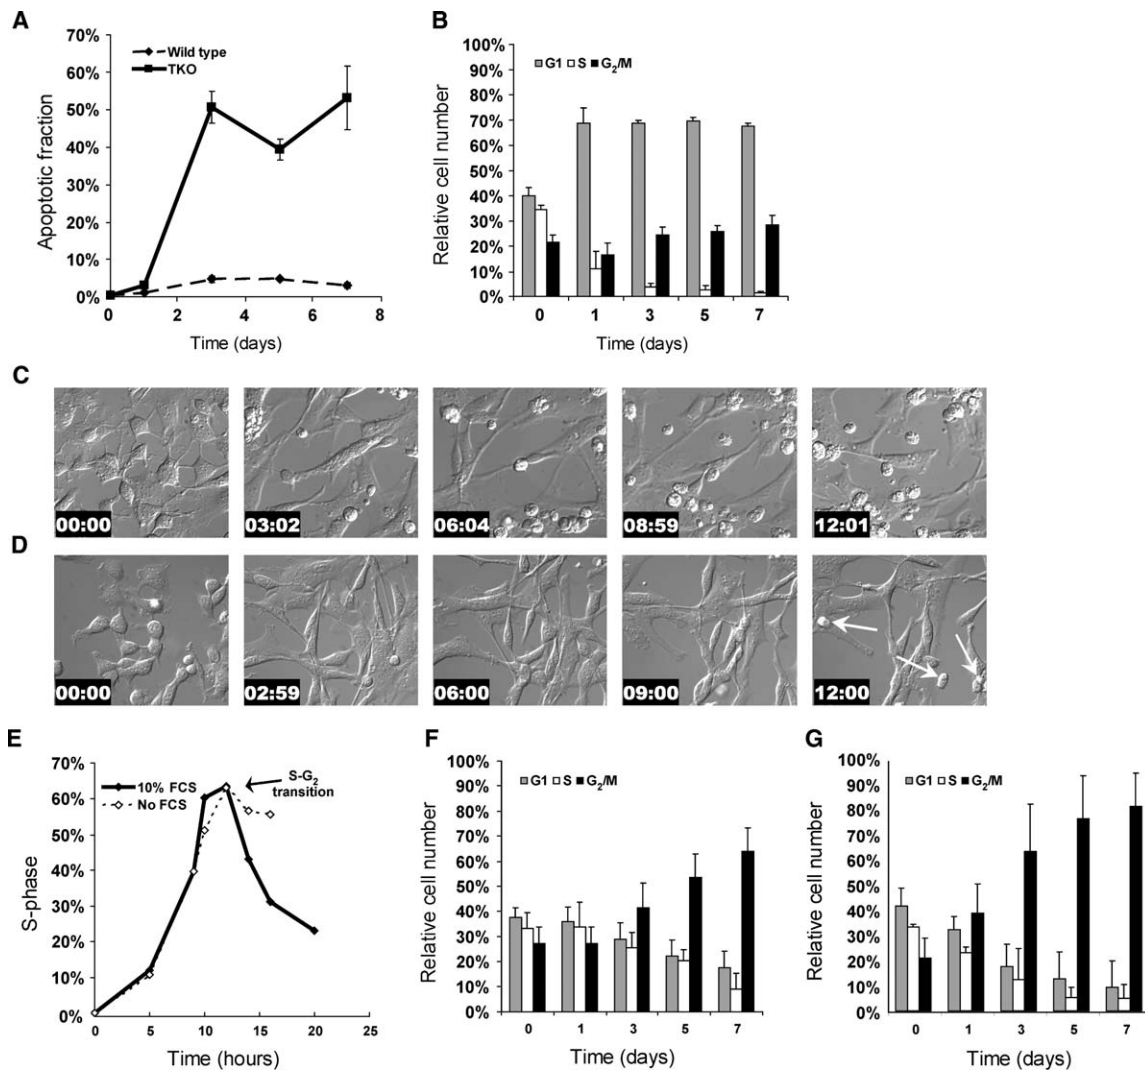 A
70%
60%
50%
40%
30%
20%
10%
0%
Wild type
TKO
Apoptotic fraction
0 2 4 6 8
Time (days)
B
100%
90%
80%
70%
60%
50%
40%
30%
20%
10%
0%
G1 S G2/M
Relative cell number
0 1 3 5 7
Time (days)
C
00:00 03:02 06:04 08:59 12:01
D
00:00 02:59 06:00 09:00 12:00
E
70%
60%
50%
40%
30%
20%
10%
0%
10% FCS
No FCS
S-G2
transition
S-phase
0 5 10 15 20 25
Time (hours)
F
100%
90%
80%
70%
60%
50%
40%
30%
20%
10%
0%
G1 S G2/M
Relative cell number
0 1 3 5 7
Time (days)
G
100%
90%
80%
70%
60%
50%
40%
30%
20%
10%
0%
G1 S G2/M
Relative cell number
0 1 3 5 7
Time (days)